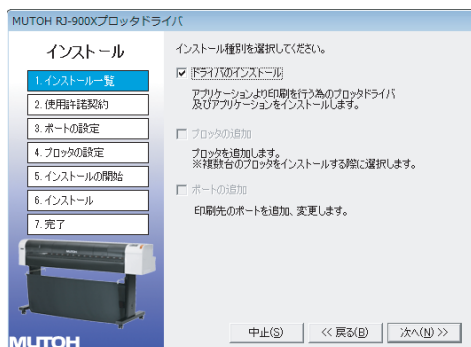 MUTOH RJ-900Xプロッタドライバ
インストール
1. インストール一覧
2. 使用許諾契約
3. ポートの設定
4. プロッタの設定
5. インストールの開始
6. インストール
7. 完了
MUTOH
インストール種別を選択してください。
ドライバのインストール
アプリケーションより印刷を行う為のプロッタドライバ
及びアプリケーションをインストールします。
プロッタの追加
プロッタを追加します。
※複数台のプロッタをインストールする際に選択します。
ポートの追加
印刷先のポートを追加、変更します。
中止(S)
<< 戻る(B)
次へ(N) >>